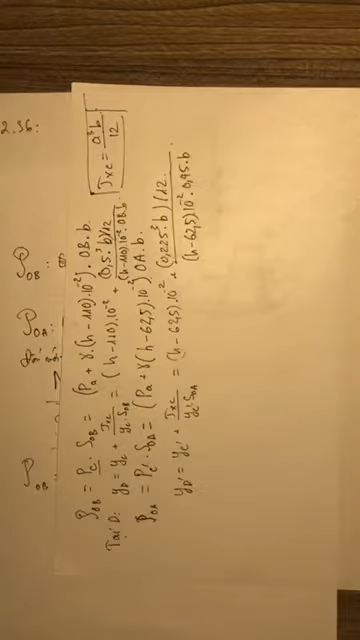 2.36:
P_OB = P_C . S_OB = (P_a + γ.(h-110).10^-2) . OB.b.
Tại D: y_D = y_C + J_xc / (y_C S_OB) = (h-110).10^-2 + (0,5^3.b)/12 / ((h-110).10^-2.OB.b)
J_xc = a^3 b / 12
P_OA = P_C' . S_OA = (P_a + γ(h-62,5).10^-2) OA.b.
y_D' = y_C' + J_xc / (y_C' S_OA) = (h-62,5).10^-2 + (0,225^3.b)/12 / ((h-62,5)10^-2.0,45.b)